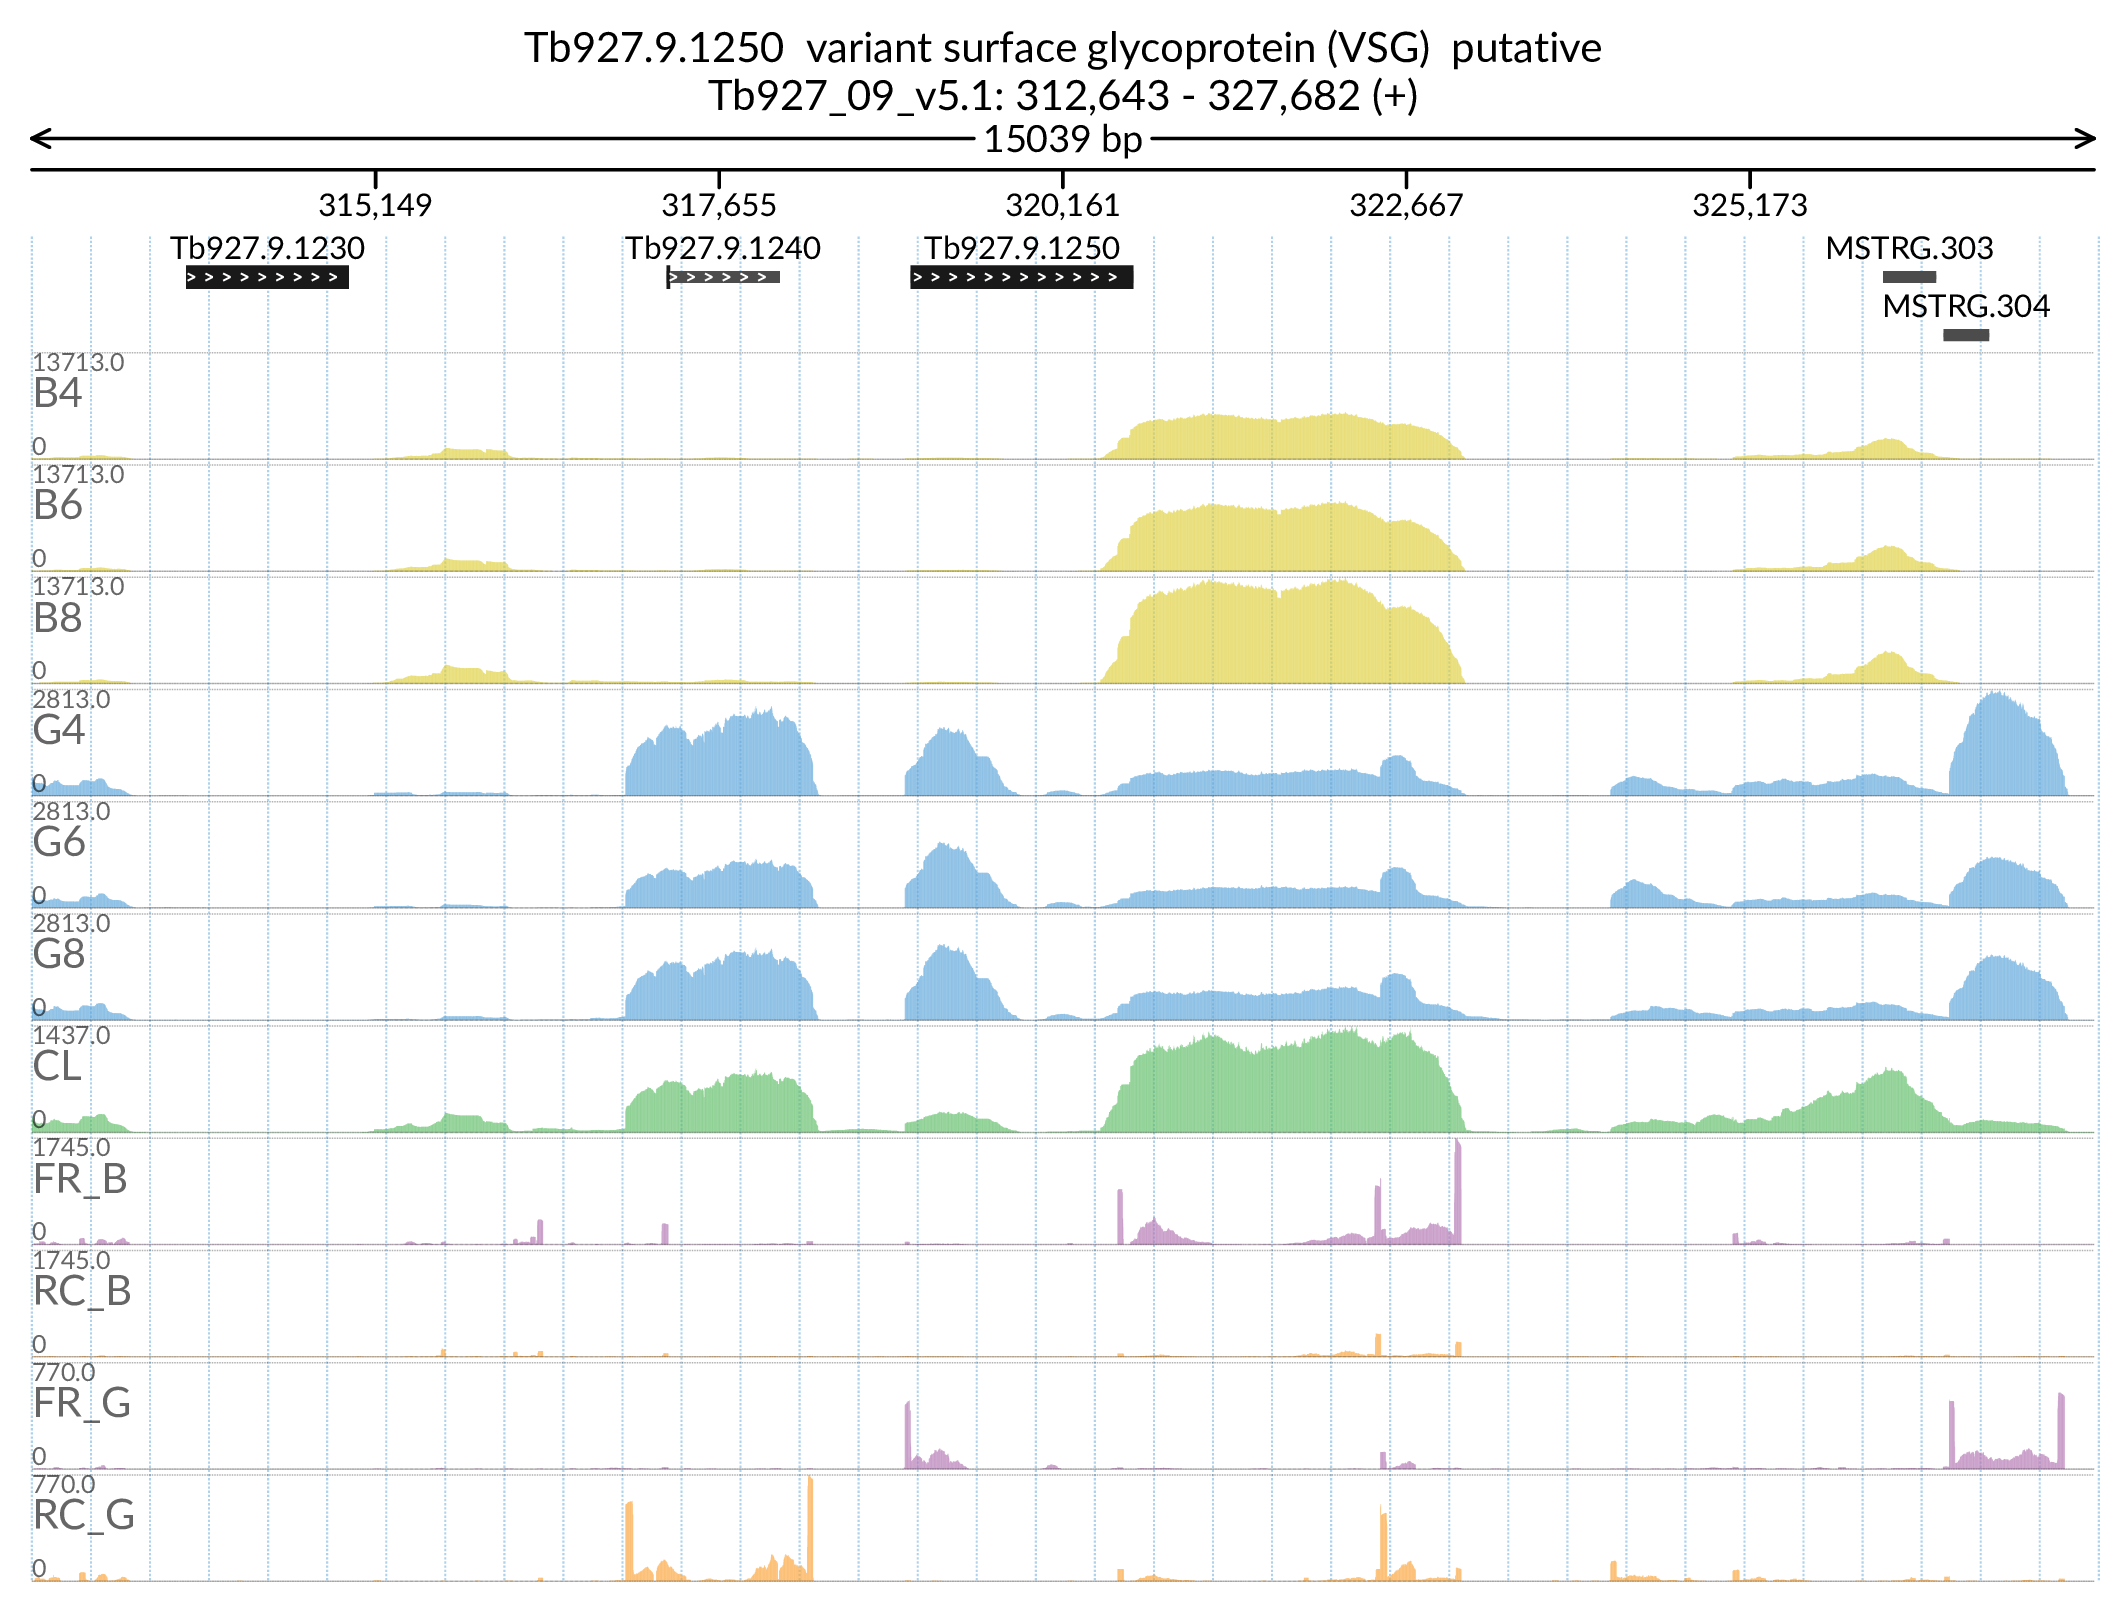 Tb927.9.1250 variant surface glycoprotein (VSG) putative
Tb927_09_v5.1: 312,643 - 327,682 (+)
15039 bp
315,149 317,655 320,161 322,667 325,173
Tb927.9.1230 Tb927.9.1240 Tb927.9.1250 MSTRG.303
MSTRG.304
13713.0
B4
0
13713.0
B6
0
13713.0
B8
0
2813.0
G4
0
2813.0
G6
0
2813.0
G8
0
1437.0
CL
0
1745.0
FR_B
0
1745.0
RC_B
0
770.0
FR_G
0
770.0
RC_G
0